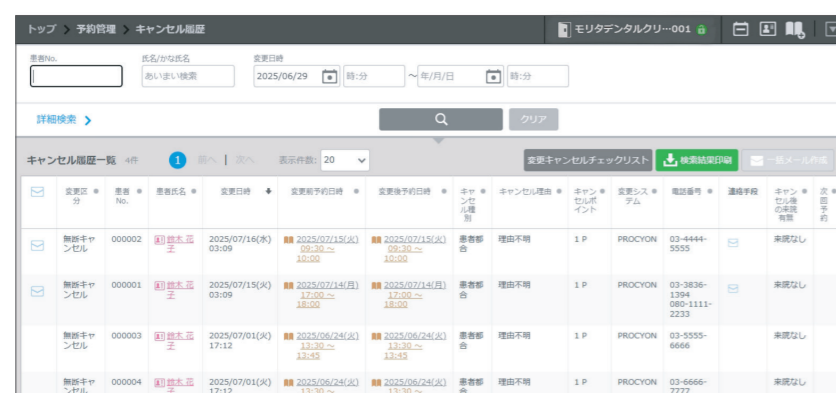 トップ > 予約管理 > キャンセル履歴
モリタデンタルクリ…001
患者No.
氏名/かな氏名
変更日時
あいまい検索
2025/06/29
時:分
～ 年/月/日
時:分
詳細検索
クリア
キャンセル履歴一覧 4件
1
前へ | 次へ
表示件数: 20
変更キャンセルチェックリスト
検索結果印刷
一括メール作成
変更区分
患者No.
患者氏名
変更日時
変更前予約日時
変更後予約日時
キャンセル種別
キャンセル理由
キャンセルポイント
変更システム
電話番号
連絡手段
キャンセル後の来院有無
次回予約
無断キャンセル
000002
鈴木 花子
2025/07/16(水)
03:09
2025/07/15(火)
09:30 ～
10:00
2025/07/15(火)
09:30 ～
10:00
患者都合
理由不明
1 P
PROCYON
03-4444-
5555
来院なし
無断キャンセル
000001
鈴木 花子
2025/07/15(火)
03:09
2025/07/14(月)
17:00 ～
18:00
2025/07/14(月)
17:00 ～
18:00
患者都合
理由不明
1 P
PROCYON
03-3836-
1394
080-1111-
2233
来院なし
無断キャンセル
000003
鈴木 花子
2025/07/01(火)
17:12
2025/06/24(火)
13:30 ～
13:45
2025/06/24(火)
13:30 ～
13:45
患者都合
理由不明
1 P
PROCYON
03-5555-
6666
来院なし
無断キャンセル
000004
鈴木 花子
2025/07/01(火)
17:12
2025/06/24(火)
13:30 ～
2025/06/24(火)
13:30 ～
患者都合
理由不明
1 P
PROCYON
03-6666-
7777
来院なし